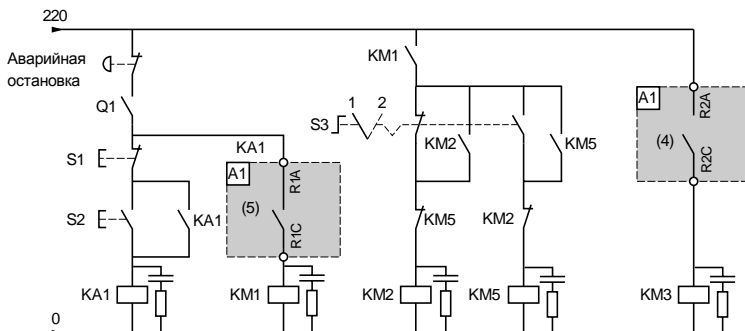 220
Аварийная
остановка
Q1
S1
S2
KA1
KA1
A1
(5)
R1A
R1C
KM1
S3
1
2
KM2
KM5
KM5
KM2
A1
(4)
R2A
R2C
KA1
KM1
KM2
KM5
KM3
0